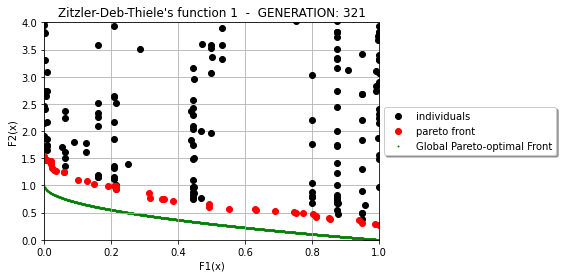 Zitzler-Deb-Thiele's function 1 - GENERATION: 321
4.0
3.5
3.0
2.5
2.0
1.5
1.0
0.5
0.0
F2(x)
0.0 0.2 0.4 0.6 0.8 1.0
F1(x)
individuals
pareto front
Global Pareto-optimal Front